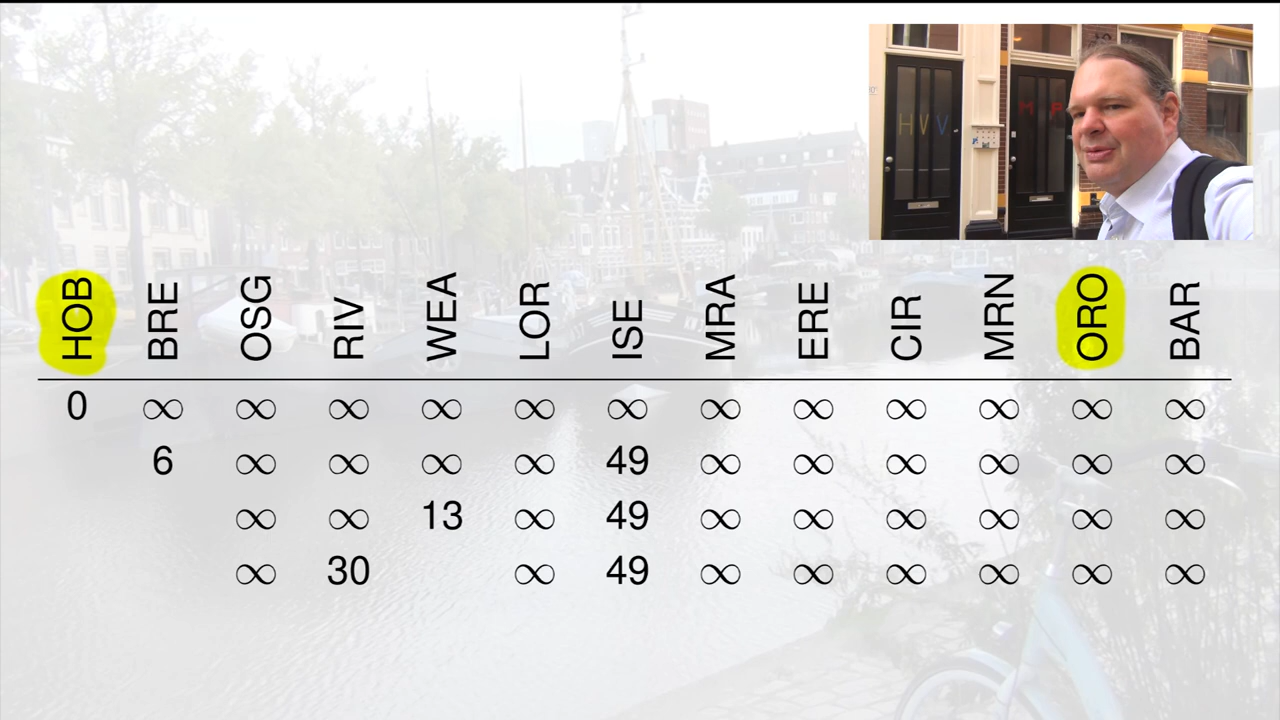 HVV
M P
HOB BRE OSG RIV WEA LOR ISE MRA ERE CIR MRN ORO BAR
0 ∞ ∞ ∞ ∞ ∞ ∞ ∞ ∞ ∞ ∞ ∞ ∞
6 ∞ ∞ ∞ ∞ 49 ∞ ∞ ∞ ∞ ∞ ∞
∞ ∞ 13 ∞ 49 ∞ ∞ ∞ ∞ ∞ ∞
∞ 30 ∞ 49 ∞ ∞ ∞ ∞ ∞ ∞